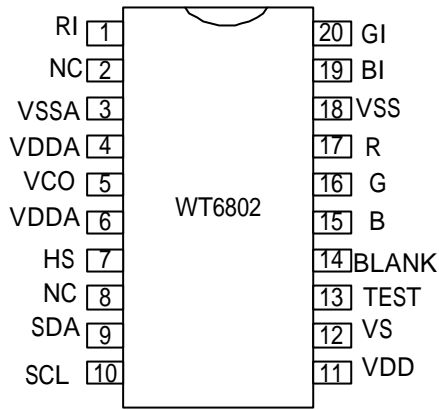 RI 1 20 GI
NC 2 19 BI
VSSA 3 18 VSS
VDDA 4 17 R
VCO 5 16 G
WT6802
VDDA 6 15 B
HS 7 14 BLANK
NC 8 13 TEST
SDA 9 12 VS
SCL 10 11 VDD